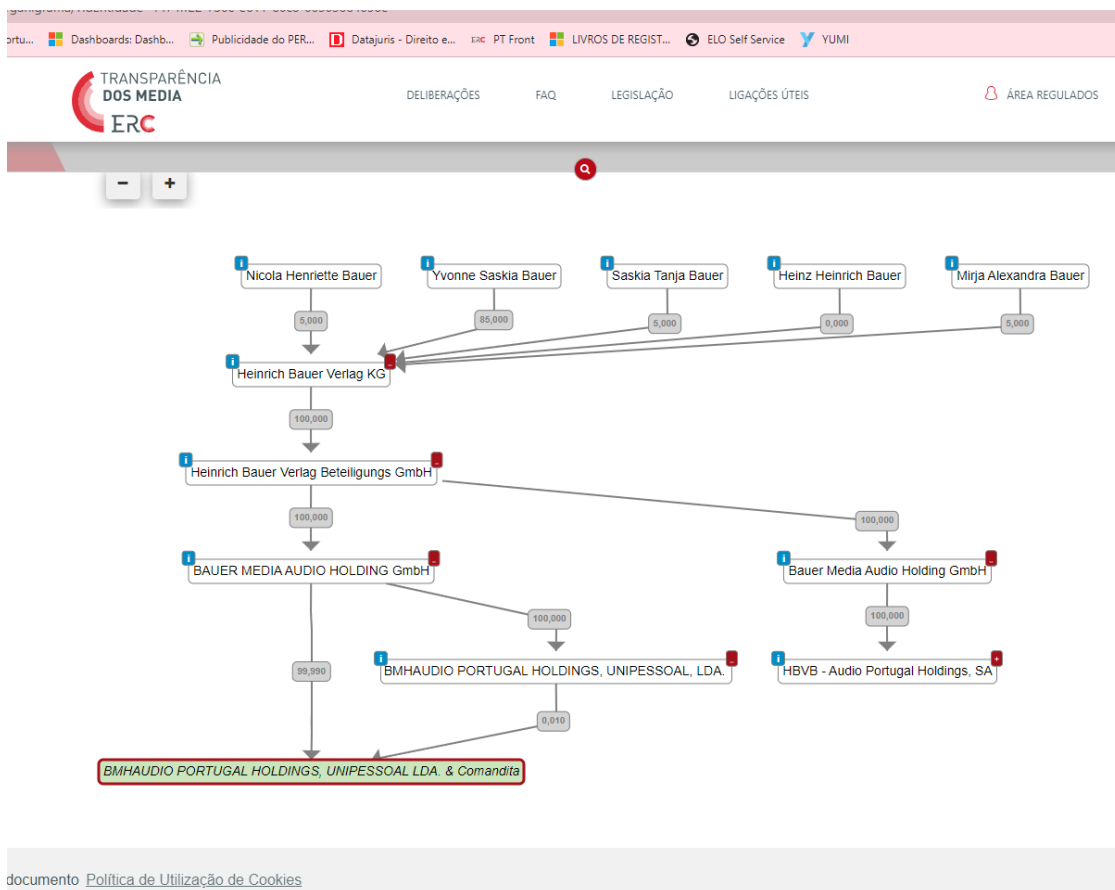 ortu... Dashboards: Dashb... Publicidade do PER... Datajuris - Direito e... ERC PT Front LIVROS DE REGIST... ELO Self Service YUMI
TRANSPARÊNCIA
DOS MEDIA
ERC
DELIBERAÇÕES FAQ LEGISLAÇÃO LIGAÇÕES ÚTEIS ÁREA REGULADOS
− +
i i i i i
Nicola Henriette Bauer Yvonne Saskia Bauer Saskia Tanja Bauer Heinz Heinrich Bauer Mirja Alexandra Bauer
5,000 85,000 5,000 0,000 5,000
i -
Heinrich Bauer Verlag KG
100,000
i -
Heinrich Bauer Verlag Beteiligungs GmbH
100,000 100,000
i - i -
BAUER MEDIA AUDIO HOLDING GmbH Bauer Media Audio Holding GmbH
100,000 100,000
i - i +
99,990 BMHAUDIO PORTUGAL HOLDINGS, UNIPESSOAL, LDA. HBVB - Audio Portugal Holdings, SA
0,010
BMHAUDIO PORTUGAL HOLDINGS, UNIPESSOAL LDA. & Comandita
documento Política de Utilização de Cookies